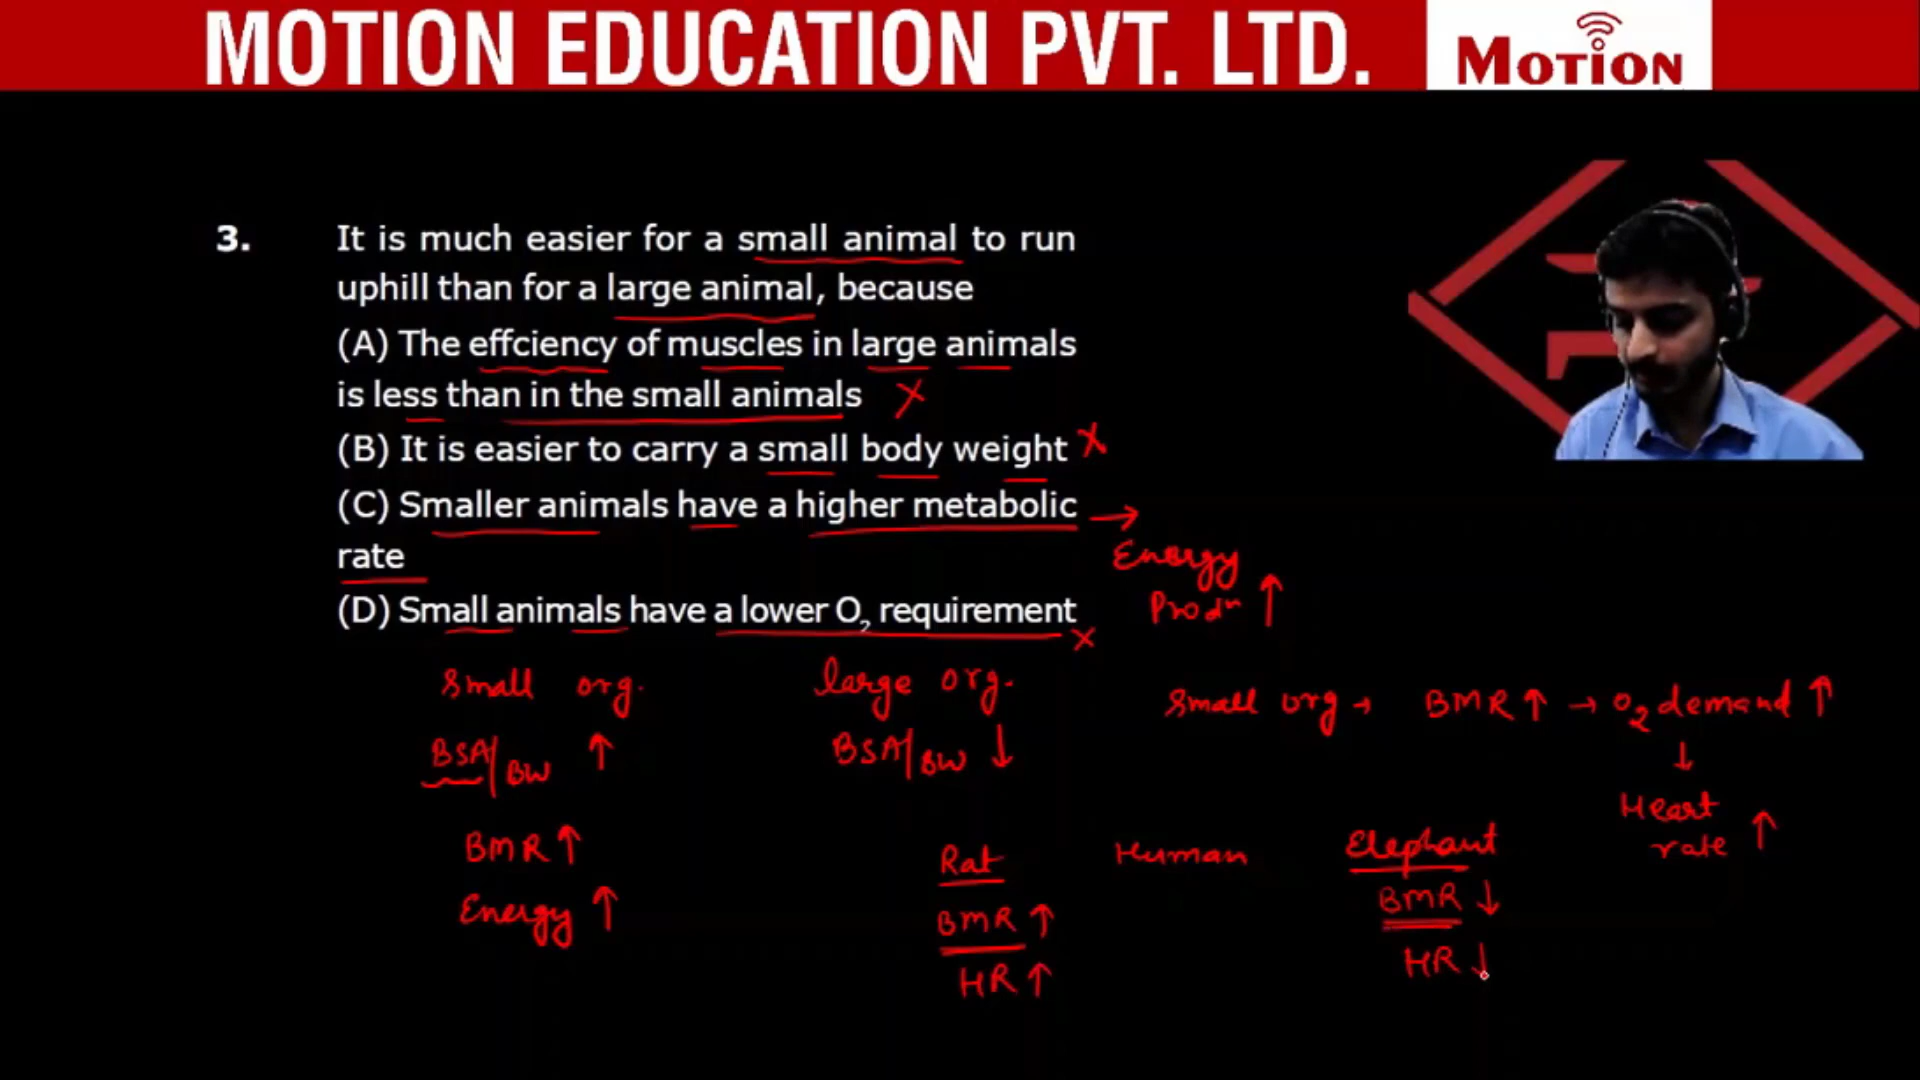 MOTION EDUCATION PVT. LTD.
MOTION
3. It is much easier for a small animal to run
uphill than for a large animal, because
(A) The effciency of muscles in large animals
is less than in the small animals X
(B) It is easier to carry a small body weight X
(C) Smaller animals have a higher metabolic →
rate
Energy
Prodn ↑
(D) Small animals have a lower O₂ requirement X
Small org.
BSA/BW ↑
BMR ↑
Energy ↑
large org.
BSA/BW ↓
Small org → BMR ↑ → O₂ demand ↑
↓
Heart
rate ↑
Rat
BMR ↑
HR ↑
Human
Elephant
BMR ↓
HR ↓